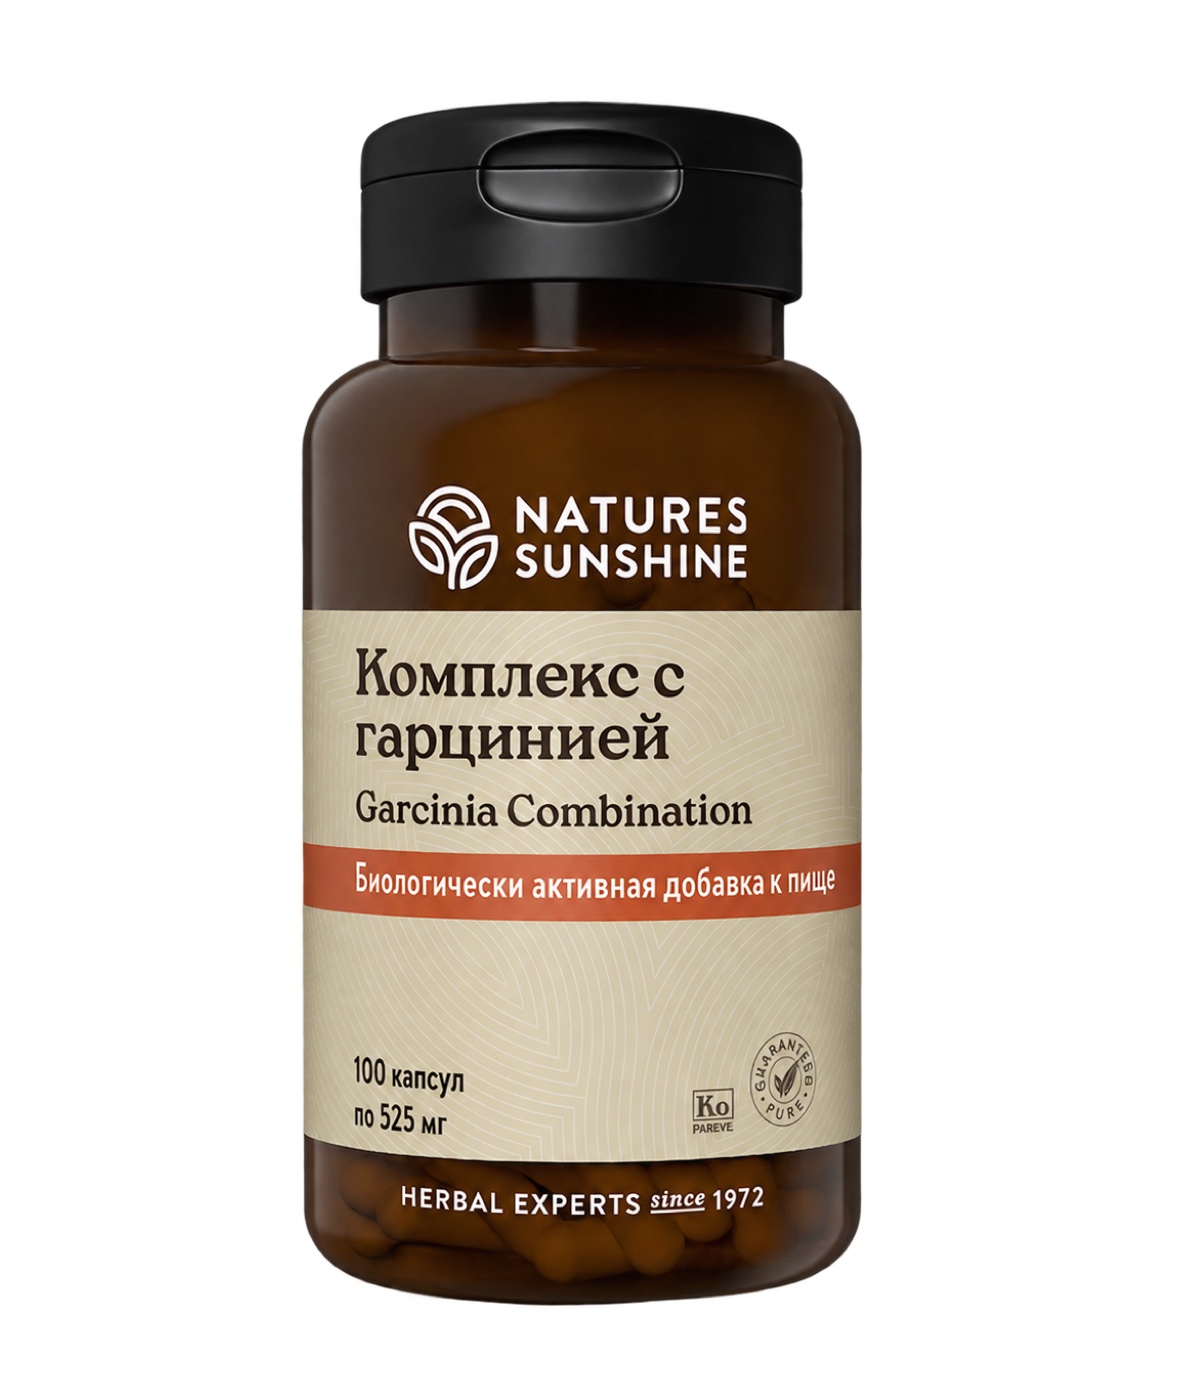 NATURES
SUNSHINE
Комплекс с
гарцинией
Garcinia Combination
Биологически активная добавка к пище
100 капсул
по 525 мг
Ko
PAREVE
PURE
HERBAL EXPERTS since 1972